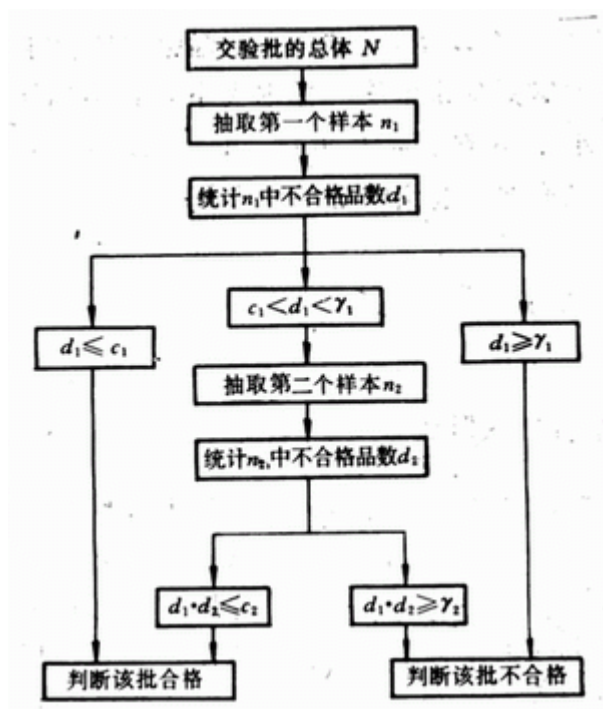 交验批的总体 N
抽取第一个样本 n₁
统计n₁中不合格品数d₁
c₁<d₁<γ₁
d₁≤c₁
d₁≥γ₁
抽取第二个样本n₂
统计n₂,中不合格品数d₂
d₁·d₂≤c₂
d₁·d₂≥γ₂
判断该批合格
判断该批不合格